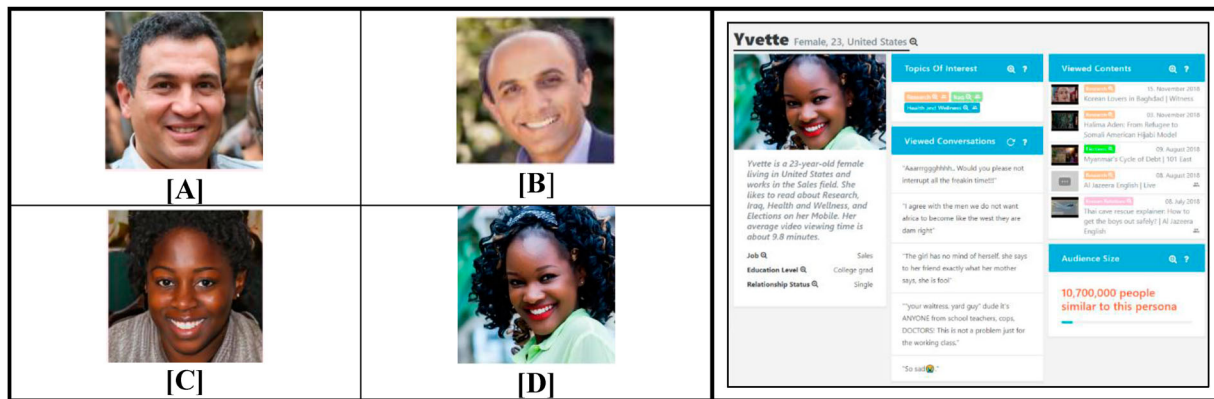 [A]
[B]
[C]
[D]
Yvette Female, 23, United States
Yvette is a 23-year-old female
living in United States and
works in the Sales field. She
likes to read about Research,
Iraq, Health and Wellness, and
Elections on her Mobile. Her
average video viewing time is
about 9.8 minutes.
Job Sales
Education Level College grad
Relationship Status Single
Topics Of Interest ?
Research Iraq
Health and Wellness
Viewed Conversations ?
"Aaarrrggghhhh,, Would you please not
interrupt all the freakin time!!!"
"I agree with the men we do not want
africa to become like the west they are
dam right"
"The girl has no mind of herself, she says
to her friend exactly what her mother
says, she is fool"
""your waitress, yard guy" dude it's
ANYONE from school teachers, cops,
DOCTORS! This is not a problem just for
the working class."
"So sad😭."
Viewed Contents ?
Research 15. November 2018
Korean Lovers in Baghdad | Witness
Research 03. November 2018
Halima Aden: From Refugee to
Somali American Hijabi Model
09. August 2018
Myanmar's Cycle of Debt | 101 East
Research 08. August 2018
Al Jazeera English | Live
08. July 2018
Thai cave rescue explainer: How to
get the boys out safely? | Al Jazeera
English
Audience Size ?
10,700,000 people
similar to this persona